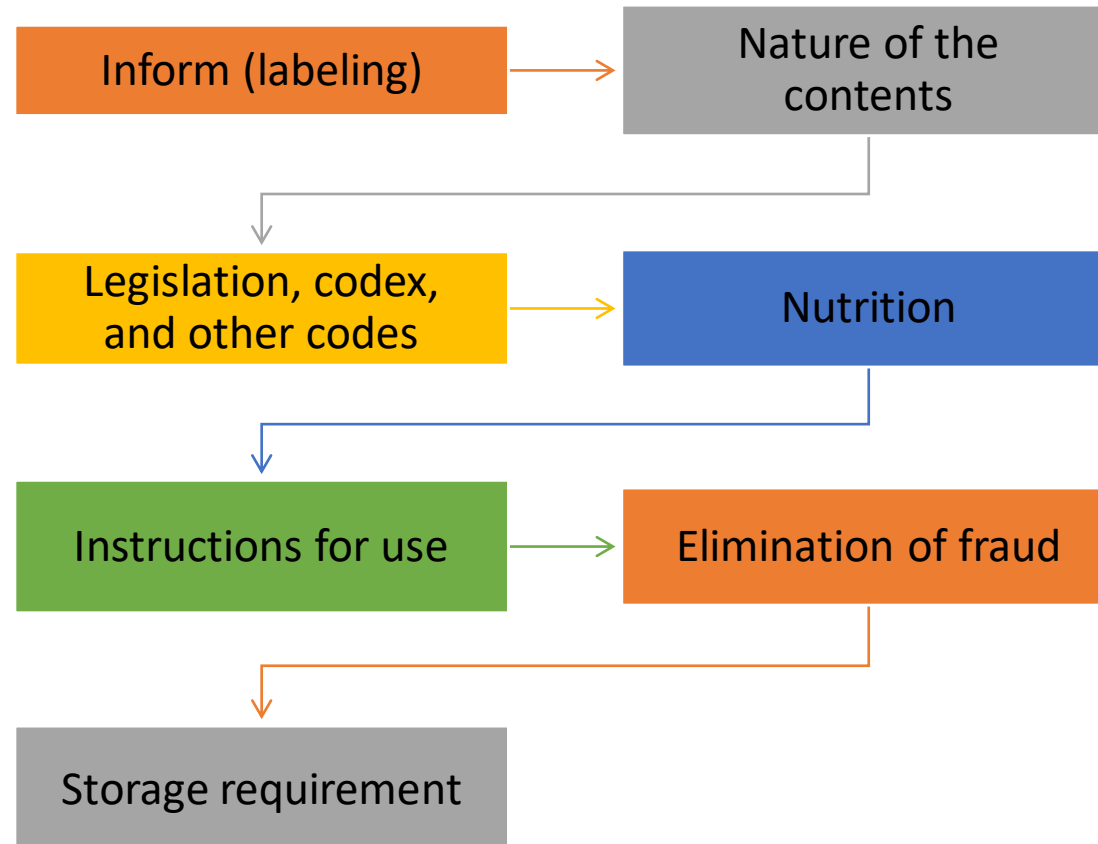 Inform (labeling)
Nature of the
contents
Legislation, codex,
and other codes
Nutrition
Instructions for use
Elimination of fraud
Storage requirement